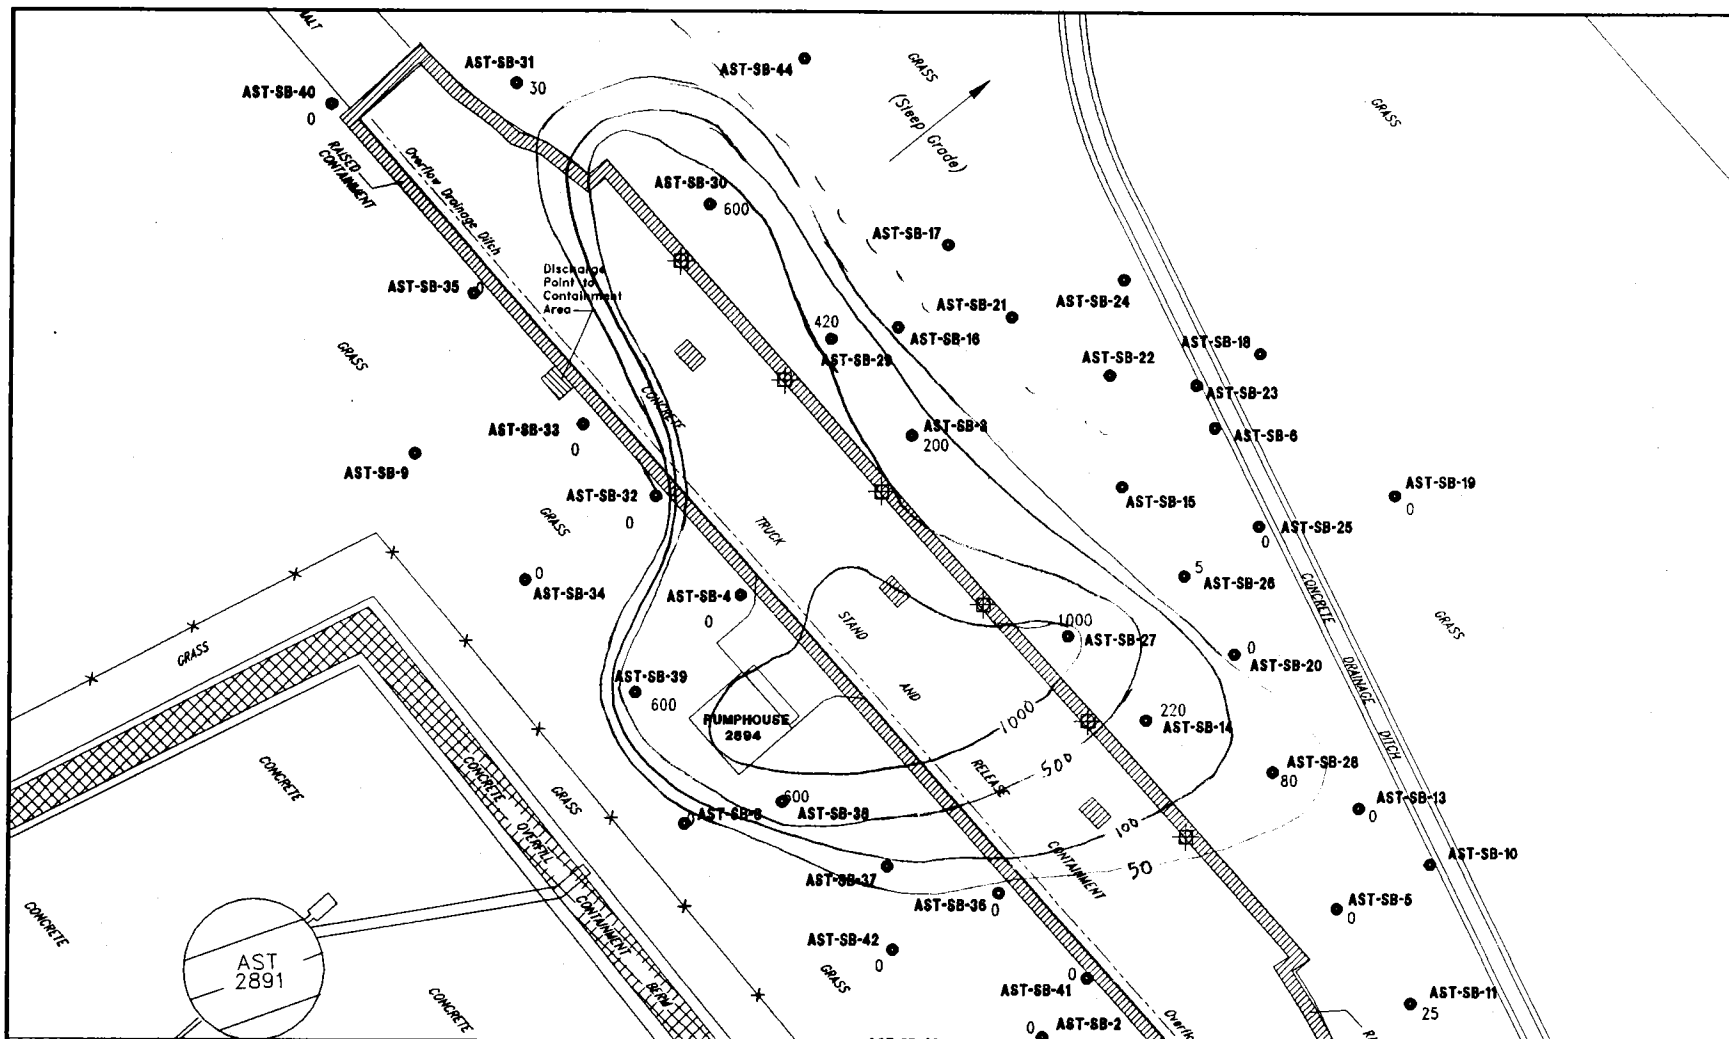 AST-SB-31
30
AST-SB-40
0
AST-SB-44
GRASS
(Steep Grade)
GRASS
RAISED
CONTAINMENT
Overflow Drainage Ditch
AST-SB-30
600
AST-SB-17
AST-SB-35
0
Discharge
Point to
Containment
Area
AST-SB-24
AST-SB-21
AST-SB-16
420
AST-SB-29
AST-SB-22
AST-SB-18
AST-SB-23
GRASS
CONCRETE
AST-SB-33
0
AST-SB-3
200
AST-SB-6
AST-SB-9
AST-SB-32
0
AST-SB-15
AST-SB-19
0
GRASS
TRUCK
AST-SB-25
0
AST-SB-34
0
AST-SB-4
0
5
AST-SB-26
CONCRETE
DRAINAGE
DITCH
GRASS
STAND
1000
AST-SB-27
0
AST-SB-20
GRASS
AST-SB-39
600
AND
PUMPHOUSE
2894
1000
220
AST-SB-14
500
RELEASE
AST-SB-28
80
CONCRETE
CONCRETE
GRASS
600
AST-SB-38
0
AST-SB-13
0
100
OVERFILL
CONTAINMENT
50
AST-SB-10
AST-SB-37
AST-SB-36
0
AST-SB-5
0
CONCRETE
CONTAINMENT
AST-SB-42
0
GRASS
AST
2891
BERM
CONCRETE
0
AST-SB-41
AST-SB-11
25
0
AST-SB-2